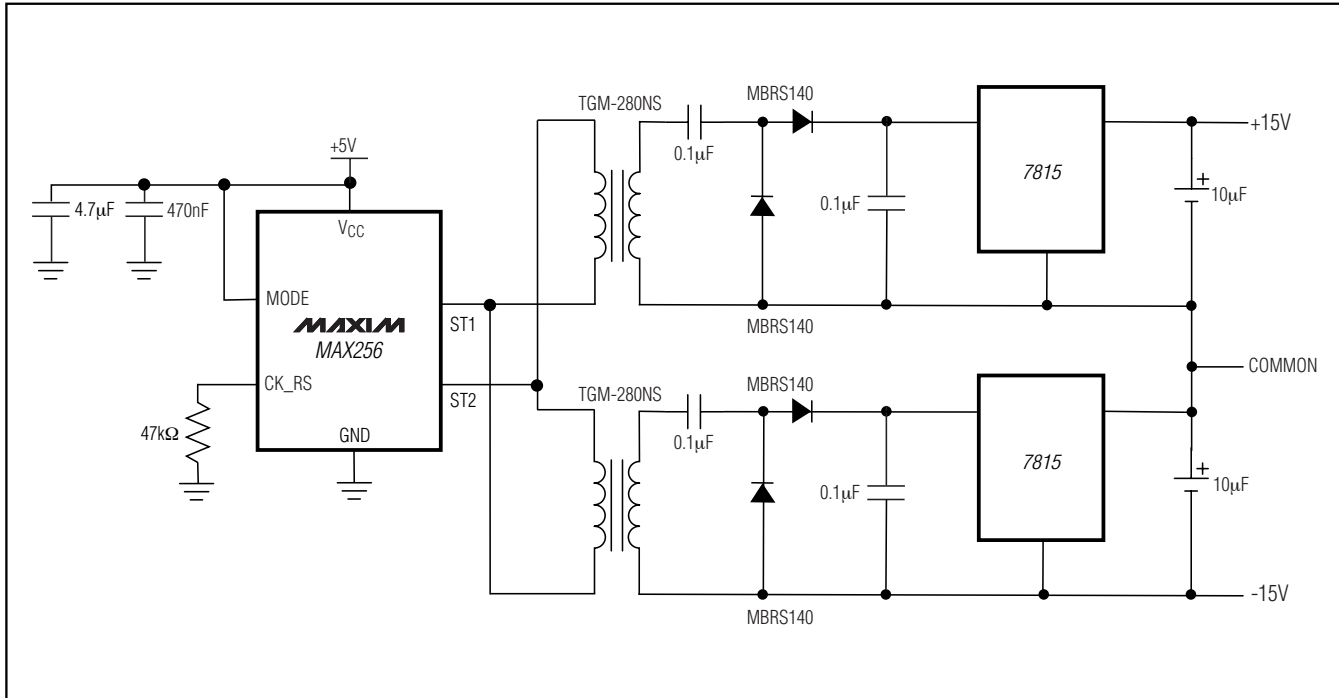 MBRS140
TGM-280NS
+15V
+5V
0.1µF
7815
4.7µF
470nF
0.1µF
+
10µF
VCC
MODE
MAXIM
MAX256
ST1
MBRS140
COMMON
CK_RS
ST2
TGM-280NS
MBRS140
47kΩ
GND
0.1µF
7815
0.1µF
+
10µF
MBRS140
-15V